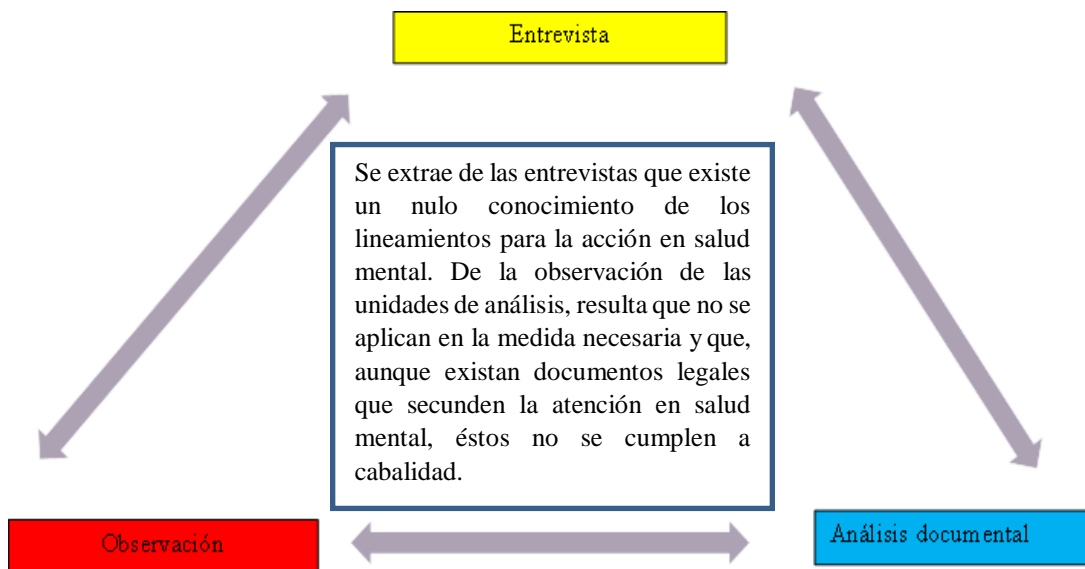 Entrevista
Se extrae de las entrevistas que existe
un nulo conocimiento de los
lineamientos para la acción en salud
mental. De la observación de las
unidades de análisis, resulta que no se
aplican en la medida necesaria y que,
aunque existan documentos legales
que secunden la atención en salud
mental, éstos no se cumplen a
cabalidad.
Observación
Análisis documental